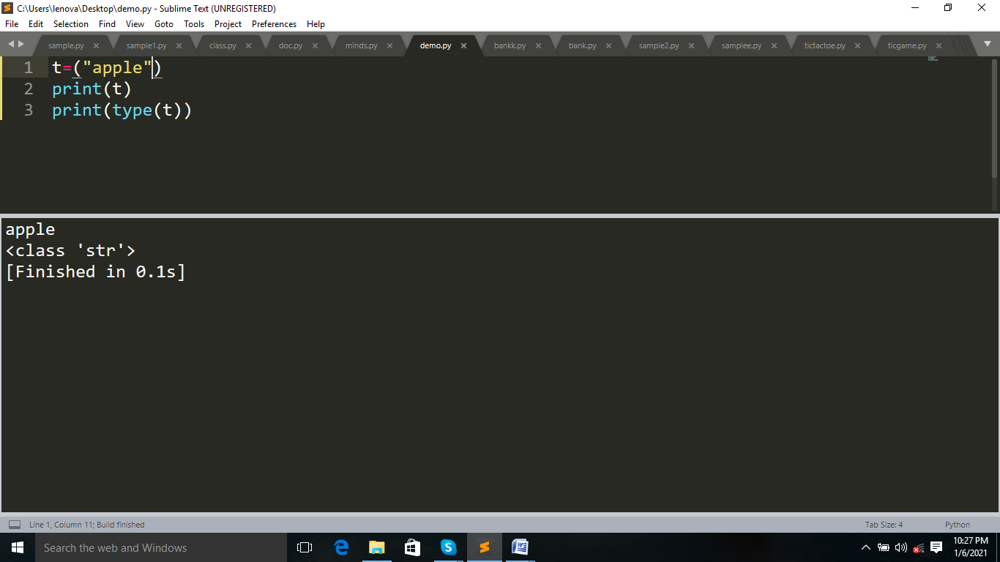 C:\Users\lenova\Desktop\demo.py - Sublime Text (UNREGISTERED)
File Edit Selection Find View Goto Tools Project Preferences Help
sample.py sample1.py class.py doc.py minds.py demo.py bankk.py bank.py sample2.py samplee.py tictactoe.py ticgame.py
1 t=("apple")
2 print(t)
3 print(type(t))
apple
<class 'str'>
[Finished in 0.1s]
Line 1, Column 11; Build finished Tab Size: 4 Python
Search the web and Windows
10:27 PM
1/6/2021